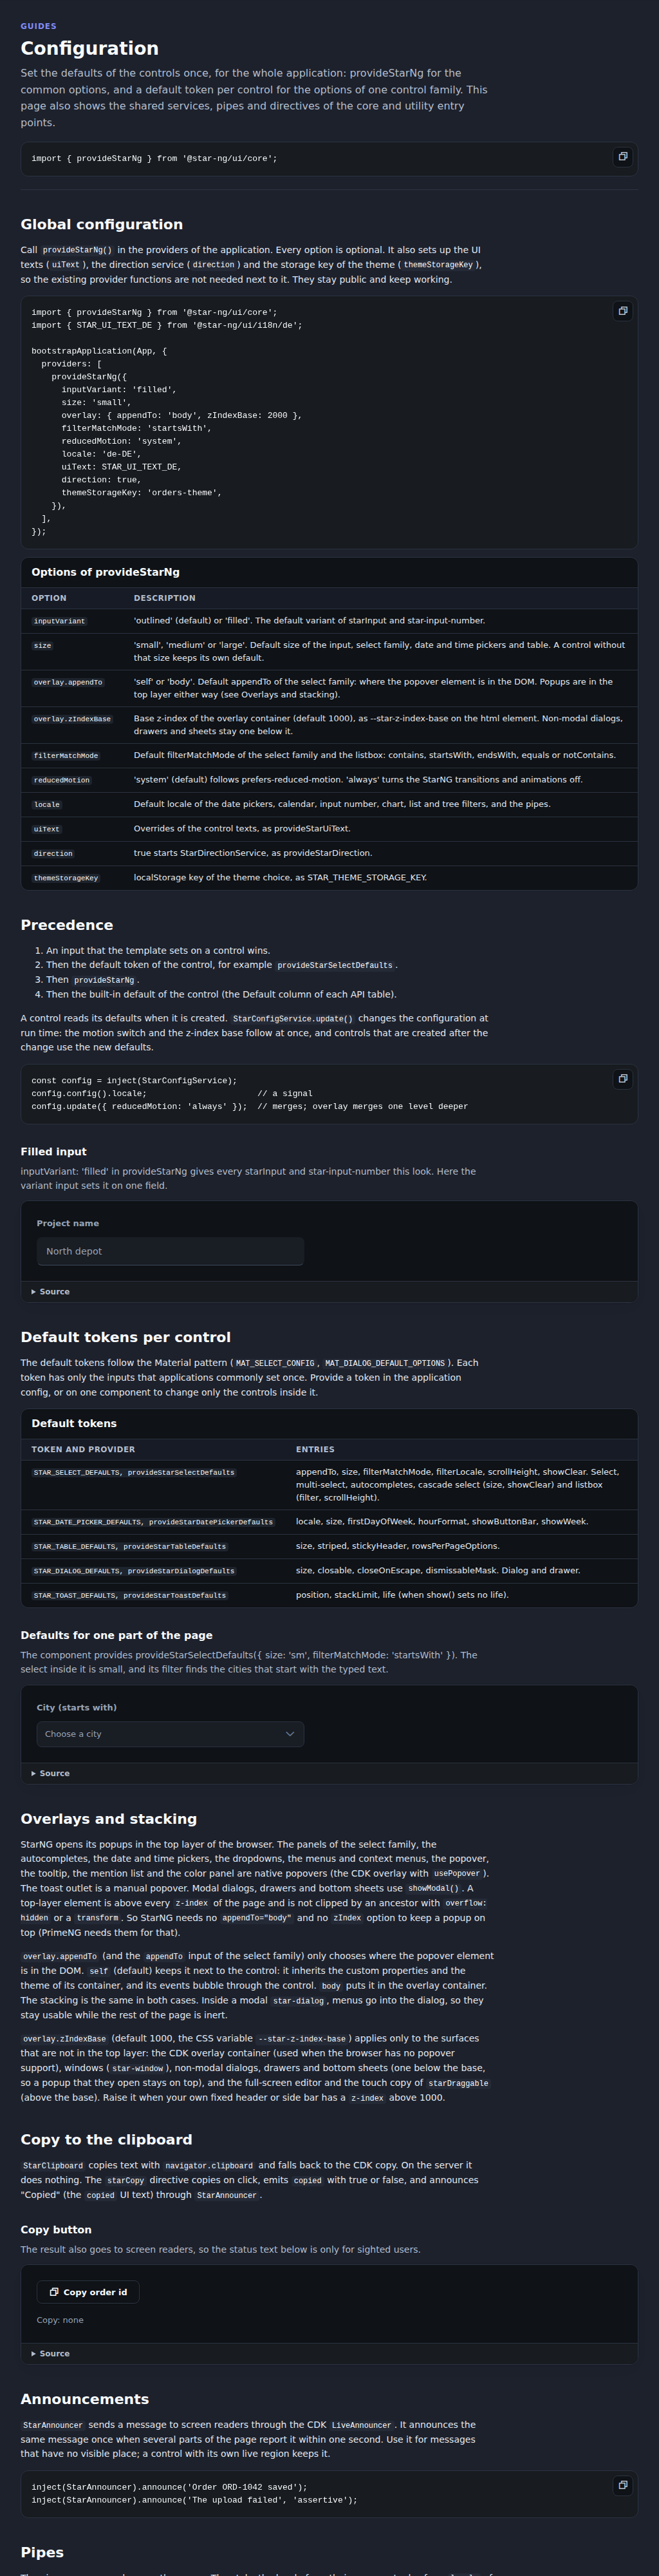 GUIDES
Configuration
Set the defaults of the controls once, for the whole application: provideStarNg for the
common options, and a default token per control for the options of one control family. This
page also shows the shared services, pipes and directives of the core and utility entry
points.
import { provideStarNg } from '@star-ng/ui/core';
Global configuration
Call provideStarNg() in the providers of the application. Every option is optional. It also sets up the UI
texts ( uiText ), the direction service ( direction ) and the storage key of the theme ( themeStorageKey ),
so the existing provider functions are not needed next to it. They stay public and keep working.
import { provideStarNg } from '@star-ng/ui/core';
import { STAR_UI_TEXT_DE } from '@star-ng/ui/i18n/de';
bootstrapApplication(App, {
  providers: [
    provideStarNg({
      inputVariant: 'filled',
      size: 'small',
      overlay: { appendTo: 'body', zIndexBase: 2000 },
      filterMatchMode: 'startsWith',
      reducedMotion: 'system',
      locale: 'de-DE',
      uiText: STAR_UI_TEXT_DE,
      direction: true,
      themeStorageKey: 'orders-theme',
    }),
  ],
});
Options of provideStarNg
OPTION DESCRIPTION
inputVariant 'outlined' (default) or 'filled'. The default variant of starInput and star-input-number.
size 'small', 'medium' or 'large'. Default size of the input, select family, date and time pickers and table. A control without
that size keeps its own default.
overlay.appendTo 'self' or 'body'. Default appendTo of the select family: where the popover element is in the DOM. Popups are in the
top layer either way (see Overlays and stacking).
overlay.zIndexBase Base z-index of the overlay container (default 1000), as --star-z-index-base on the html element. Non-modal dialogs,
drawers and sheets stay one below it.
filterMatchMode Default filterMatchMode of the select family and the listbox: contains, startsWith, endsWith, equals or notContains.
reducedMotion 'system' (default) follows prefers-reduced-motion. 'always' turns the StarNG transitions and animations off.
locale Default locale of the date pickers, calendar, input number, chart, list and tree filters, and the pipes.
uiText Overrides of the control texts, as provideStarUiText.
direction true starts StarDirectionService, as provideStarDirection.
themeStorageKey localStorage key of the theme choice, as STAR_THEME_STORAGE_KEY.
Precedence
1. An input that the template sets on a control wins.
2. Then the default token of the control, for example provideStarSelectDefaults .
3. Then provideStarNg .
4. Then the built-in default of the control (the Default column of each API table).
A control reads its defaults when it is created. StarConfigService.update() changes the configuration at
run time: the motion switch and the z-index base follow at once, and controls that are created after the
change use the new defaults.
const config = inject(StarConfigService);
config.config().locale;                      // a signal
config.update({ reducedMotion: 'always' });  // merges; overlay merges one level deeper
Filled input
inputVariant: 'filled' in provideStarNg gives every starInput and star-input-number this look. Here the
variant input sets it on one field.
Project name
North depot
Source
Default tokens per control
The default tokens follow the Material pattern ( MAT_SELECT_CONFIG , MAT_DIALOG_DEFAULT_OPTIONS ). Each
token has only the inputs that applications commonly set once. Provide a token in the application
config, or on one component to change only the controls inside it.
Default tokens
TOKEN AND PROVIDER ENTRIES
STAR_SELECT_DEFAULTS, provideStarSelectDefaults appendTo, size, filterMatchMode, filterLocale, scrollHeight, showClear. Select,
multi-select, autocompletes, cascade select (size, showClear) and listbox
(filter, scrollHeight).
STAR_DATE_PICKER_DEFAULTS, provideStarDatePickerDefaults locale, size, firstDayOfWeek, hourFormat, showButtonBar, showWeek.
STAR_TABLE_DEFAULTS, provideStarTableDefaults size, striped, stickyHeader, rowsPerPageOptions.
STAR_DIALOG_DEFAULTS, provideStarDialogDefaults size, closable, closeOnEscape, dismissableMask. Dialog and drawer.
STAR_TOAST_DEFAULTS, provideStarToastDefaults position, stackLimit, life (when show() sets no life).
Defaults for one part of the page
The component provides provideStarSelectDefaults({ size: 'sm', filterMatchMode: 'startsWith' }). The
select inside it is small, and its filter finds the cities that start with the typed text.
City (starts with)
Choose a city
Source
Overlays and stacking
StarNG opens its popups in the top layer of the browser. The panels of the select family, the
autocompletes, the date and time pickers, the dropdowns, the menus and context menus, the popover,
the tooltip, the mention list and the color panel are native popovers (the CDK overlay with usePopover ).
The toast outlet is a manual popover. Modal dialogs, drawers and bottom sheets use showModal() . A
top-layer element is above every z-index of the page and is not clipped by an ancestor with overflow:
hidden or a transform . So StarNG needs no appendTo="body" and no zIndex option to keep a popup on
top (PrimeNG needs them for that).
overlay.appendTo (and the appendTo input of the select family) only chooses where the popover element
is in the DOM. self (default) keeps it next to the control: it inherits the custom properties and the
theme of its container, and its events bubble through the control. body puts it in the overlay container.
The stacking is the same in both cases. Inside a modal star-dialog , menus go into the dialog, so they
stay usable while the rest of the page is inert.
overlay.zIndexBase (default 1000, the CSS variable --star-z-index-base ) applies only to the surfaces
that are not in the top layer: the CDK overlay container (used when the browser has no popover
support), windows ( star-window ), non-modal dialogs, drawers and bottom sheets (one below the base,
so a popup that they open stays on top), and the full-screen editor and the touch copy of starDraggable
(above the base). Raise it when your own fixed header or side bar has a z-index above 1000.
Copy to the clipboard
StarClipboard copies text with navigator.clipboard and falls back to the CDK copy. On the server it
does nothing. The starCopy directive copies on click, emits copied with true or false, and announces
"Copied" (the copied UI text) through StarAnnouncer .
Copy button
The result also goes to screen readers, so the status text below is only for sighted users.
Copy order id
Copy: none
Source
Announcements
StarAnnouncer sends a message to screen readers through the CDK LiveAnnouncer . It announces the
same message once when several parts of the page report it within one second. Use it for messages
that have no visible place; a control with its own live region keeps it.
inject(StarAnnouncer).announce('Order ORD-1042 saved');
inject(StarAnnouncer).announce('The upload failed', 'assertive');
Pipes